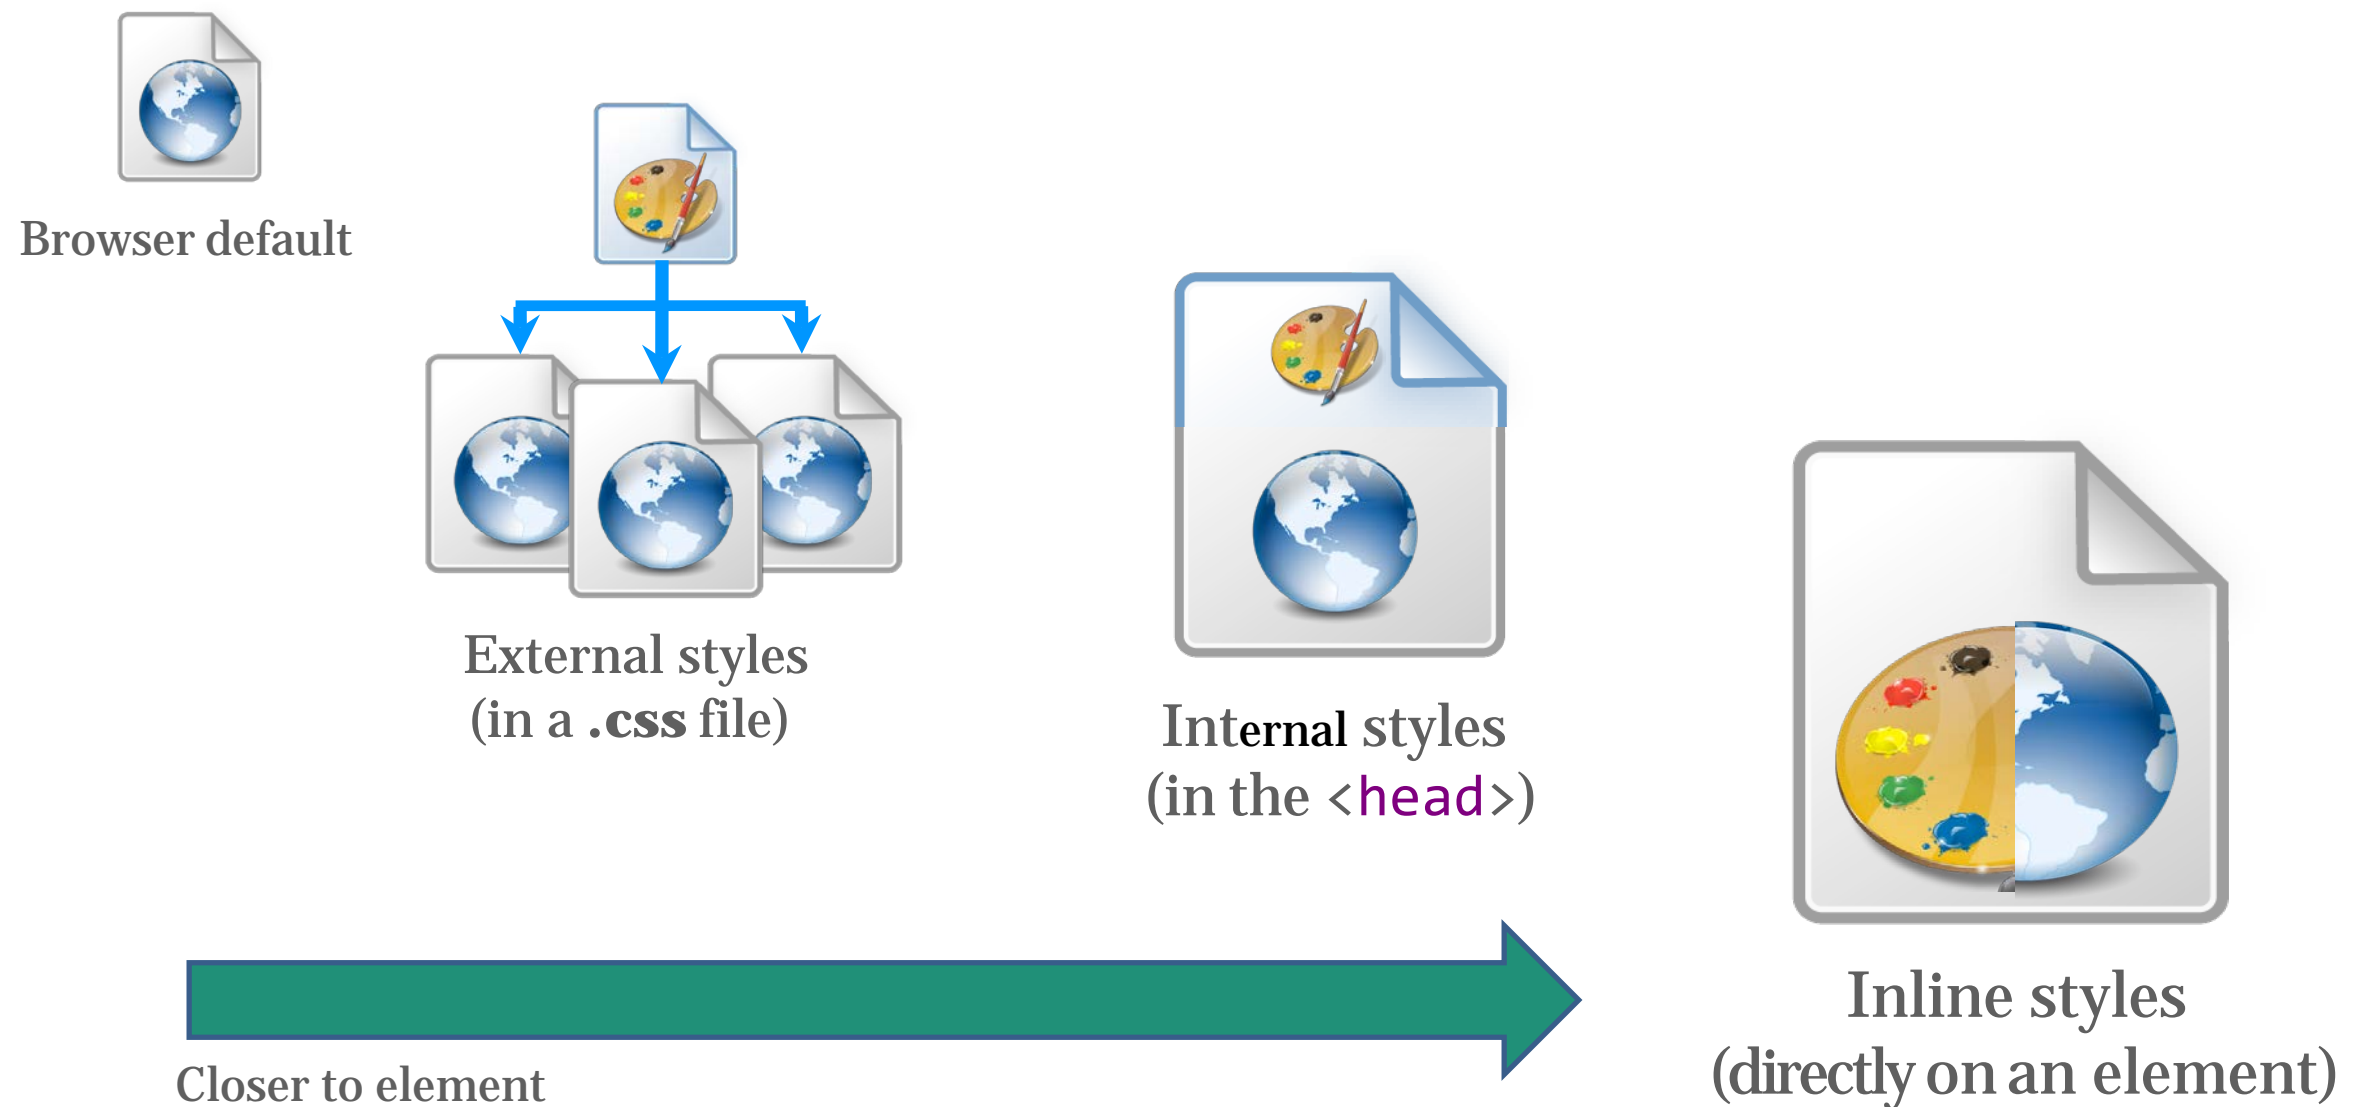 Browser default
External styles
(in a .css file)
Internal styles
(in the <head>)
Inline styles
(directly on an element)
Closer to element